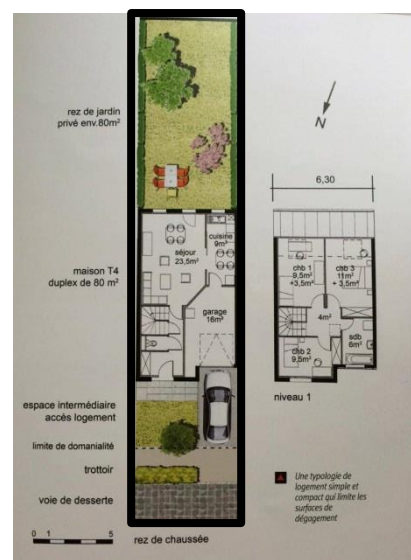 rez de jardin
privé env.80m²
N
6,30
maison T4
duplex de 80 m²
cuisine
9m²
séjour
23,5m²
garage
16m²
chb 1
9,5m²
+3,5m²
chb 3
11m²
+ 3,5m²
4m²
sdb
6m²
chb 2
9,5m²
niveau 1
espace intermédiaire
accès logement
limite de domanialité
trottoir
voie de desserte
Une typologie de
logement simple et
compact qui limite les
surfaces de
dégagement
0 1 5
rez de chaussée